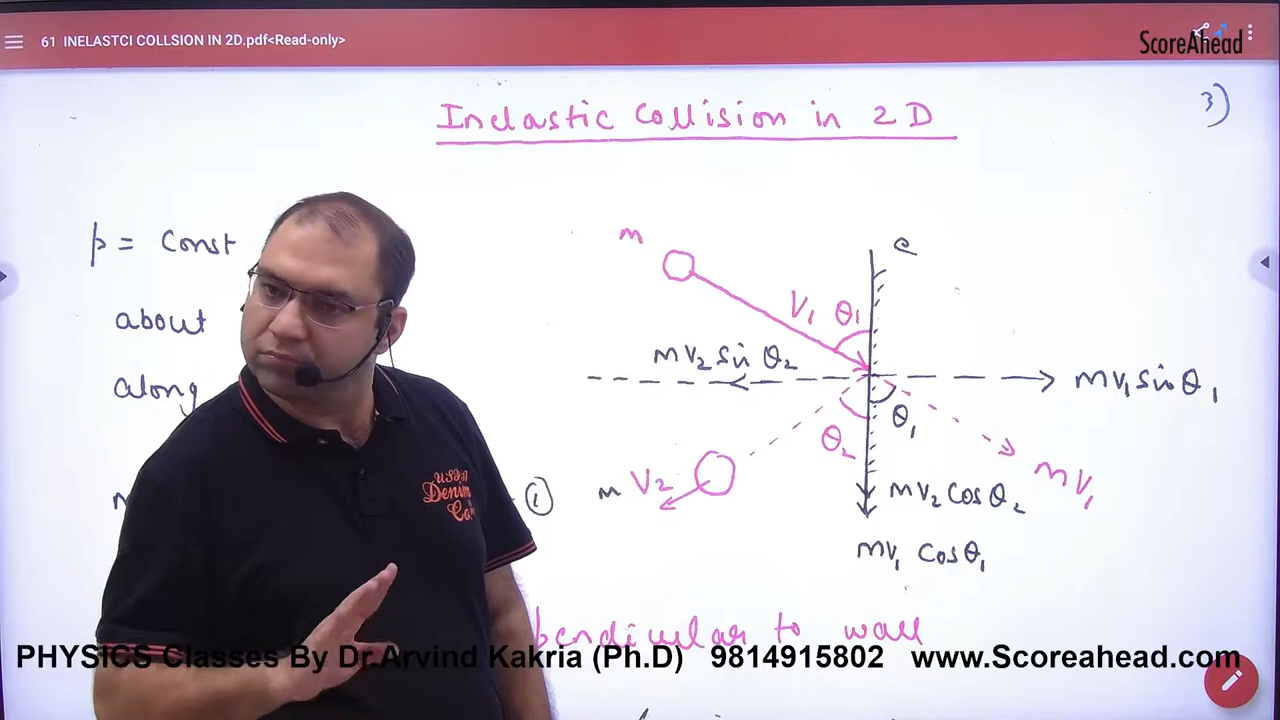 61 INELASTCI COLLSION IN 2D.pdf<Read-only>
ScoreAhead
Inelastic Collision in 2D
3)
p = Const
about
along
m
e
V₁
θ₁
mv₂ sin θ₂
mv₁ sin θ₁
θ₁
θ₂
mv₁
m V₂
①
mv₂ cos θ₂
mv₁ cos θ₁
pendicular to wall
PHYSICS Classes By Dr.Arvind Kakria (Ph.D) 9814915802 www.Scoreahead.com